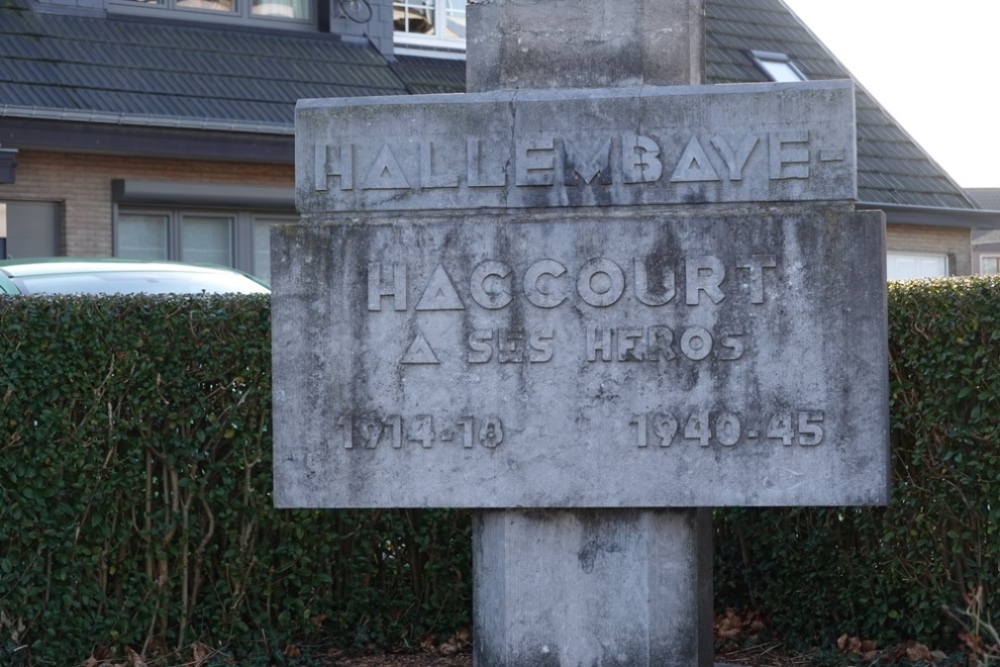 HALLEMBAYE-
HACCOURT
A SES HEROS
1914-18 1940-45